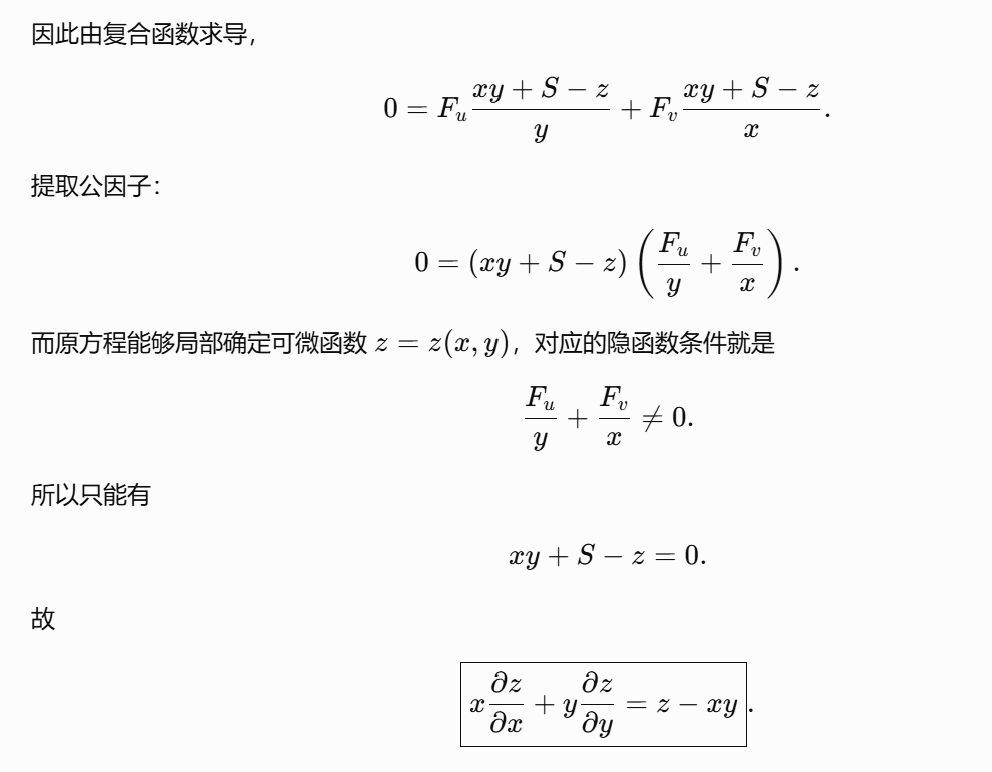 因此由复合函数求导，
$$0 = F_u \frac{xy + S - z}{y} + F_v \frac{xy + S - z}{x}.$$
提取公因子：
$$0 = (xy + S - z) \left( \frac{F_u}{y} + \frac{F_v}{x} \right).$$
而原方程能够局部确定可微函数 $z = z(x, y)$，对应的隐函数条件就是
$$\frac{F_u}{y} + \frac{F_v}{x} \neq 0.$$
所以只能有
$$xy + S - z = 0.$$
故
$$\boxed{x \frac{\partial z}{\partial x} + y \frac{\partial z}{\partial y} = z - xy}.$$